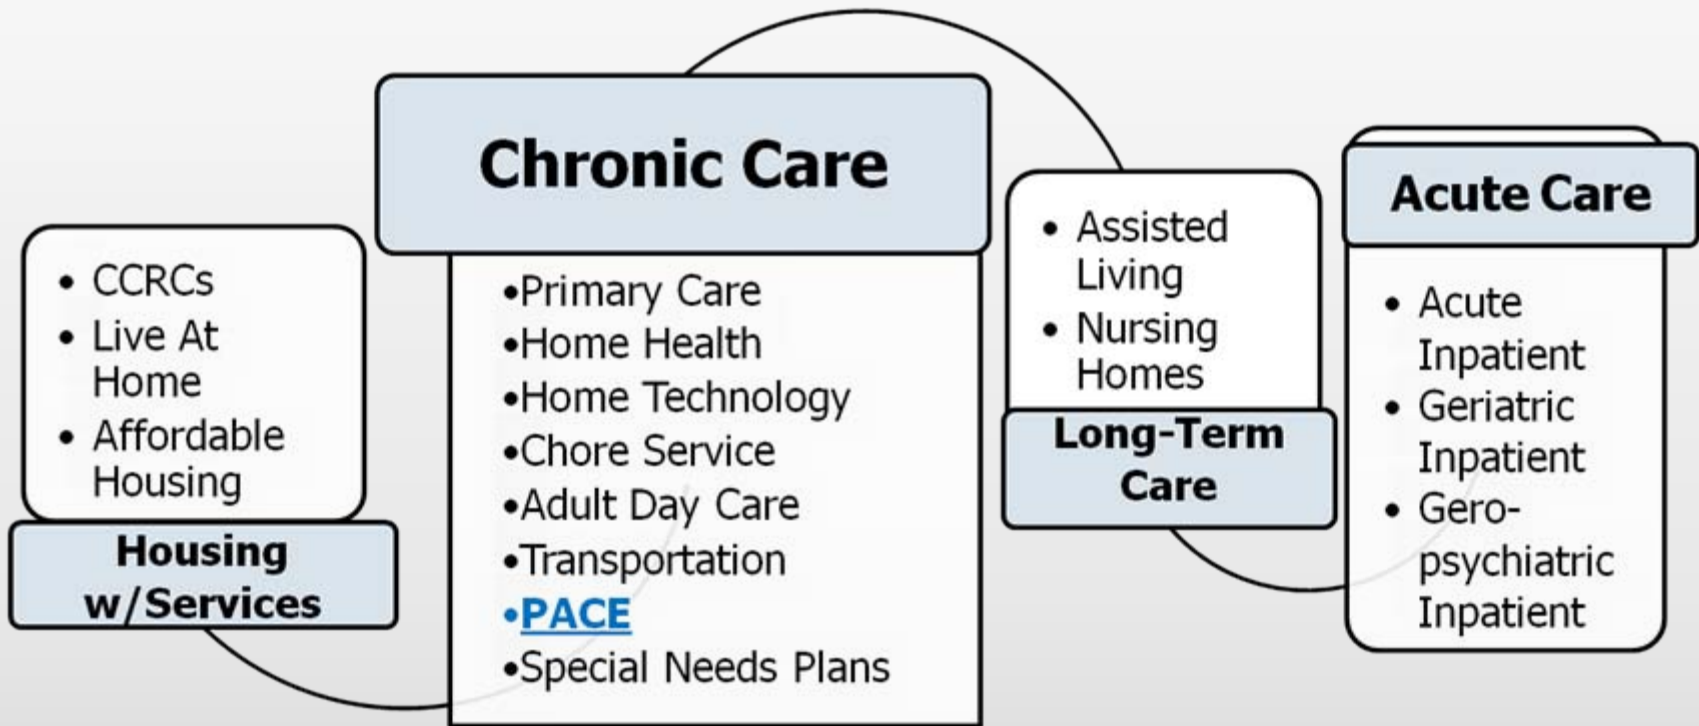 • CCRCs
• Live At
Home
• Affordable
Housing
Housing
w/Services
Chronic Care
•Primary Care
•Home Health
•Home Technology
•Chore Service
•Adult Day Care
•Transportation
•PACE
•Special Needs Plans
• Assisted
Living
• Nursing
Homes
Long-Term
Care
Acute Care
• Acute
Inpatient
• Geriatric
Inpatient
• Gero-
psychiatric
Inpatient